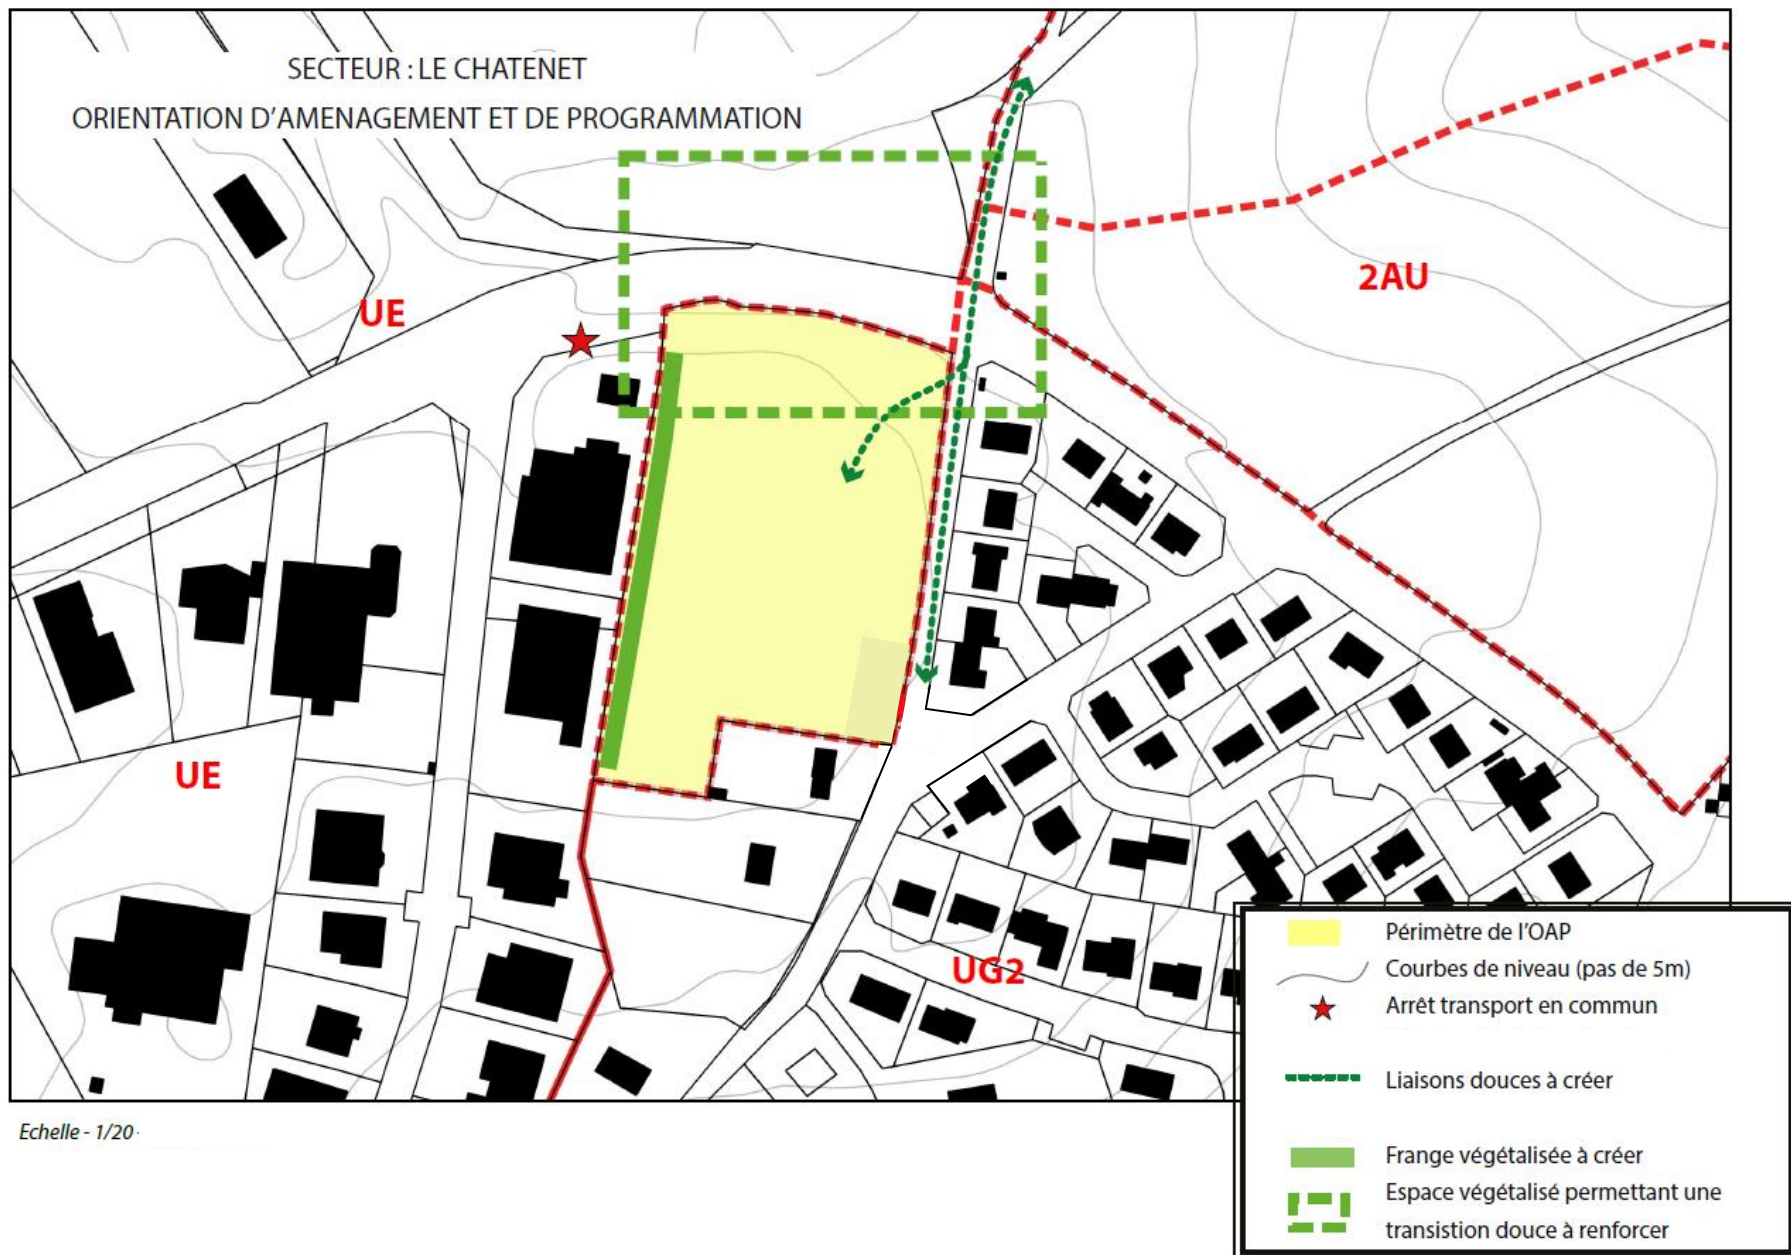 SECTEUR : LE CHATENET
ORIENTATION D'AMENAGEMENT ET DE PROGRAMMATION
2AU
UE
UE
UG2
Périmètre de l'OAP
Courbes de niveau (pas de 5m)
Arrêt transport en commun
Liaisons douces à créer
Frange végétalisée à créer
Espace végétalisé permettant une
transistion douce à renforcer
Echelle - 1/20